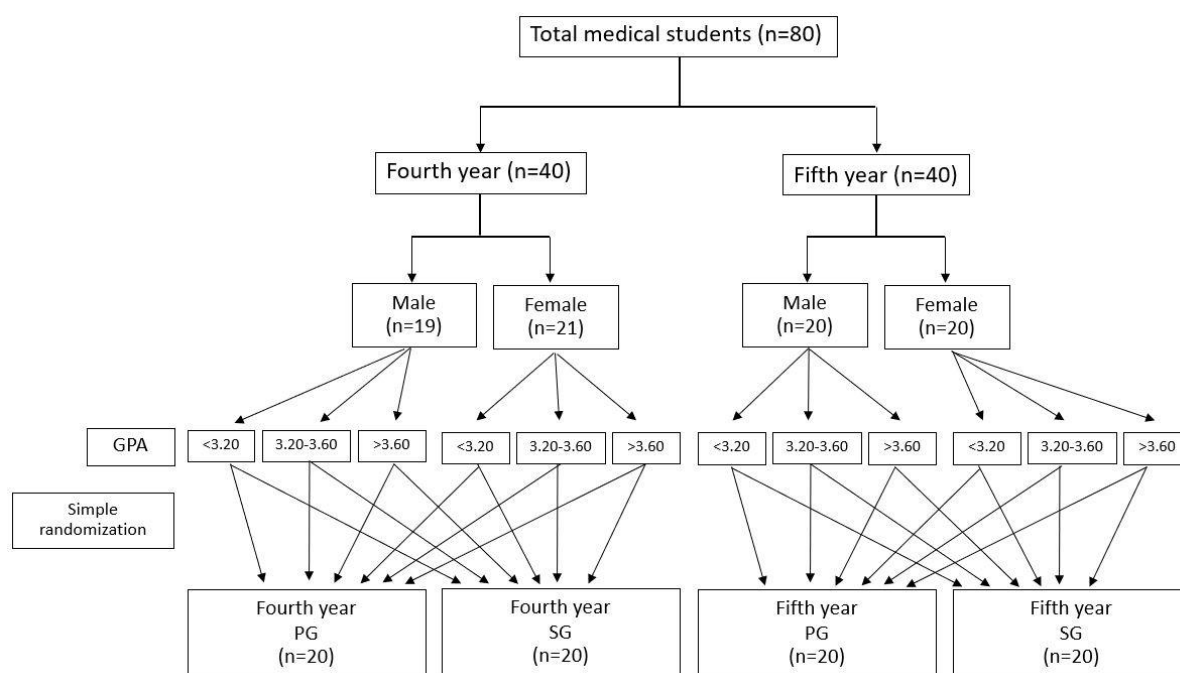 Total medical students (n=80)
Fourth year (n=40)
Fifth year (n=40)
Male
(n=19)
Female
(n=21)
Male
(n=20)
Female
(n=20)
GPA
<3.20
3.20-3.60
>3.60
<3.20
3.20-3.60
>3.60
<3.20
3.20-3.60
>3.60
<3.20
3.20-3.60
>3.60
Simple
randomization
Fourth year
PG
(n=20)
Fourth year
SG
(n=20)
Fifth year
PG
(n=20)
Fifth year
SG
(n=20)